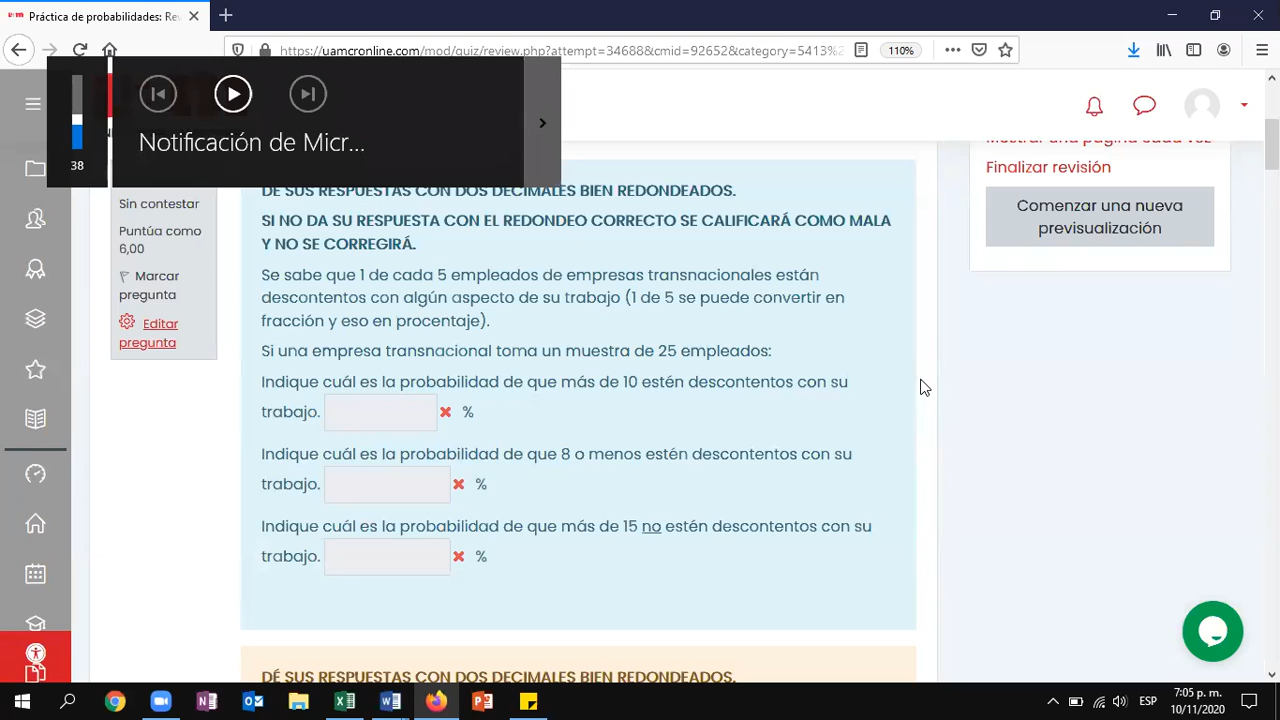 Práctica de probabilidades: Rev
https://uamcronline.com/mod/quiz/review.php?attempt=34688&cmid=92652&category=5413%
110%
38
Notificación de Micr...
Mostrar una página cada vez
Finalizar revisión
Comenzar una nueva
previsualización
Sin contestar
Puntúa como
6,00
Marcar
pregunta
Editar
pregunta
DÉ SUS RESPUESTAS CON DOS DECIMALES BIEN REDONDEADOS.
SI NO DA SU RESPUESTA CON EL REDONDEO CORRECTO SE CALIFICARÁ COMO MALA
Y NO SE CORREGIRÁ.
Se sabe que 1 de cada 5 empleados de empresas transnacionales están
descontentos con algún aspecto de su trabajo (1 de 5 se puede convertir en
fracción y eso en procentaje).
Si una empresa transnacional toma un muestra de 25 empleados:
Indique cuál es la probabilidad de que más de 10 estén descontentos con su
trabajo. %
Indique cuál es la probabilidad de que 8 o menos estén descontentos con su
trabajo. %
Indique cuál es la probabilidad de que más de 15 no estén descontentos con su
trabajo. %
DÉ SUS RESPUESTAS CON DOS DECIMALES BIEN REDONDEADOS.
ESP
7:05 p. m.
10/11/2020